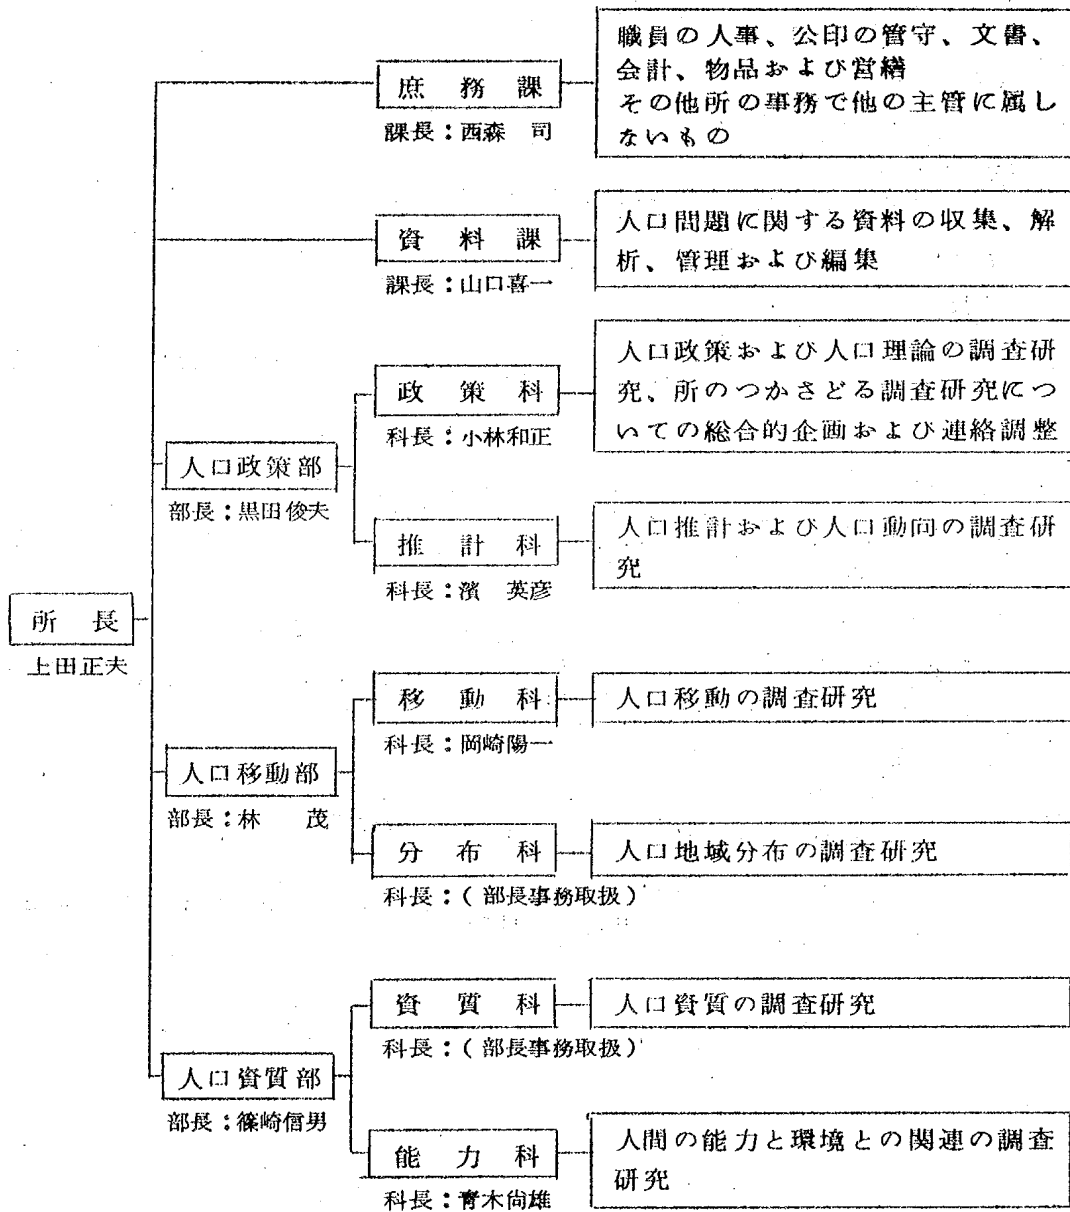 所長
上田正夫
庶務課
課長：西森　司
職員の人事、公印の管守、文書、
会計、物品および営繕
その他所の事務で他の主管に属し
ないもの
資料課
課長：山口喜一
人口問題に関する資料の収集、解
析、管理および編集
人口政策部
部長：黒田俊夫
政策科
科長：小林和正
人口政策および人口理論の調査研
究、所のつかさどる調査研究につ
いての総合的企画および連絡調整
推計科
科長：濱　英彦
人口推計および人口動向の調査研
究
人口移動部
部長：林　茂
移動科
科長：岡崎陽一
人口移動の調査研究
分布科
科長：（部長事務取扱）
人口地域分布の調査研究
人口資質部
部長：篠崎信男
資質科
科長：（部長事務取扱）
人口資質の調査研究
能力科
科長：青木尚雄
人間の能力と環境との関連の調査
研究